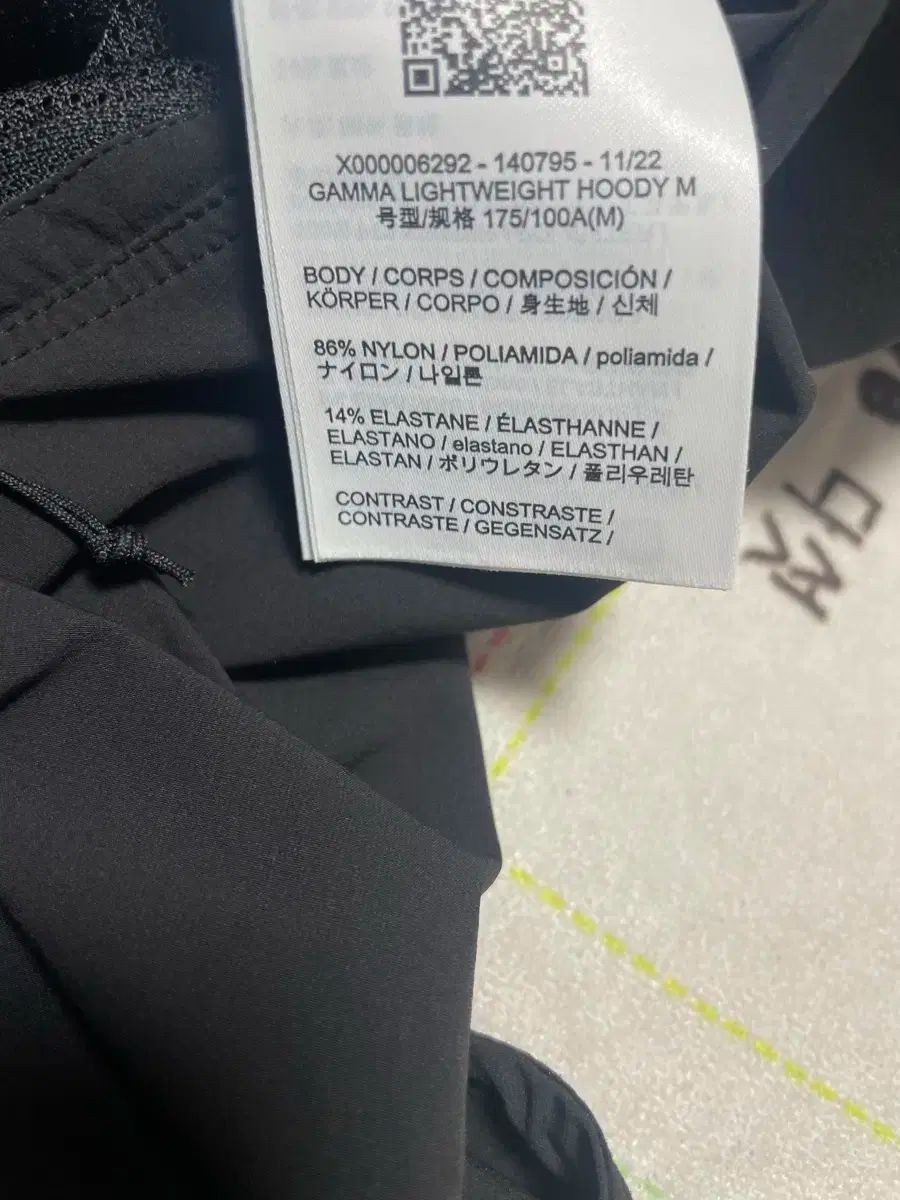 X000006292 - 140795 - 11/22
GAMMA LIGHTWEIGHT HOODY M
号型/规格 175/100A(M)
BODY / CORPS / COMPOSICIÓN /
KÖRPER / CORPO / 身生地 / 신체
86% NYLON / POLIAMIDA / poliamida /
ナイロン / 나일론
14% ELASTANE / ÉLASTHANNE /
ELASTANO / elastano / ELASTHAN /
ELASTAN / ポリウレタン / 폴리우레탄
CONTRAST / CONSTRASTE /
CONTRASTE / GEGENSATZ /